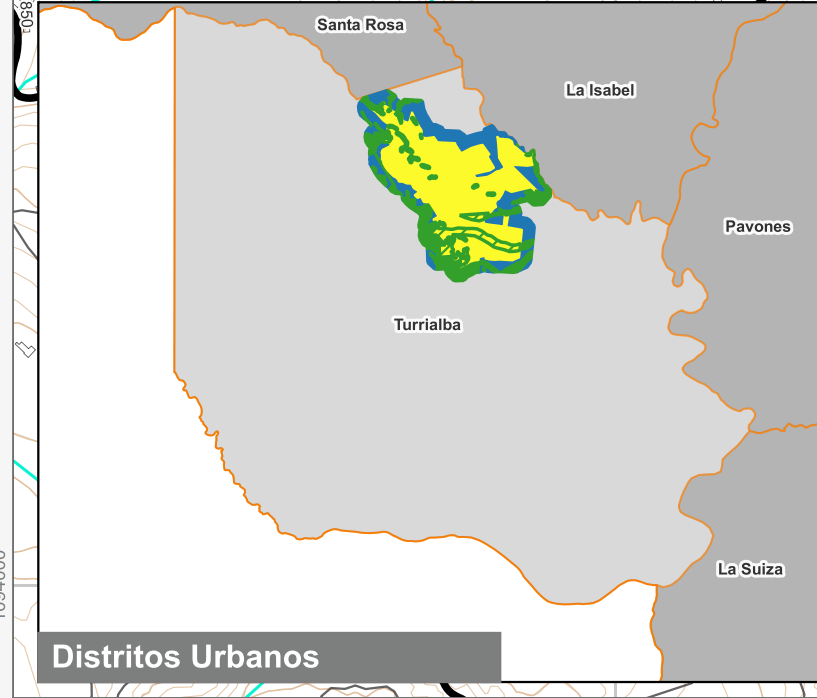 Santa Rosa
La Isabel
Pavones
Turrialba
La Suiza
Distritos Urbanos